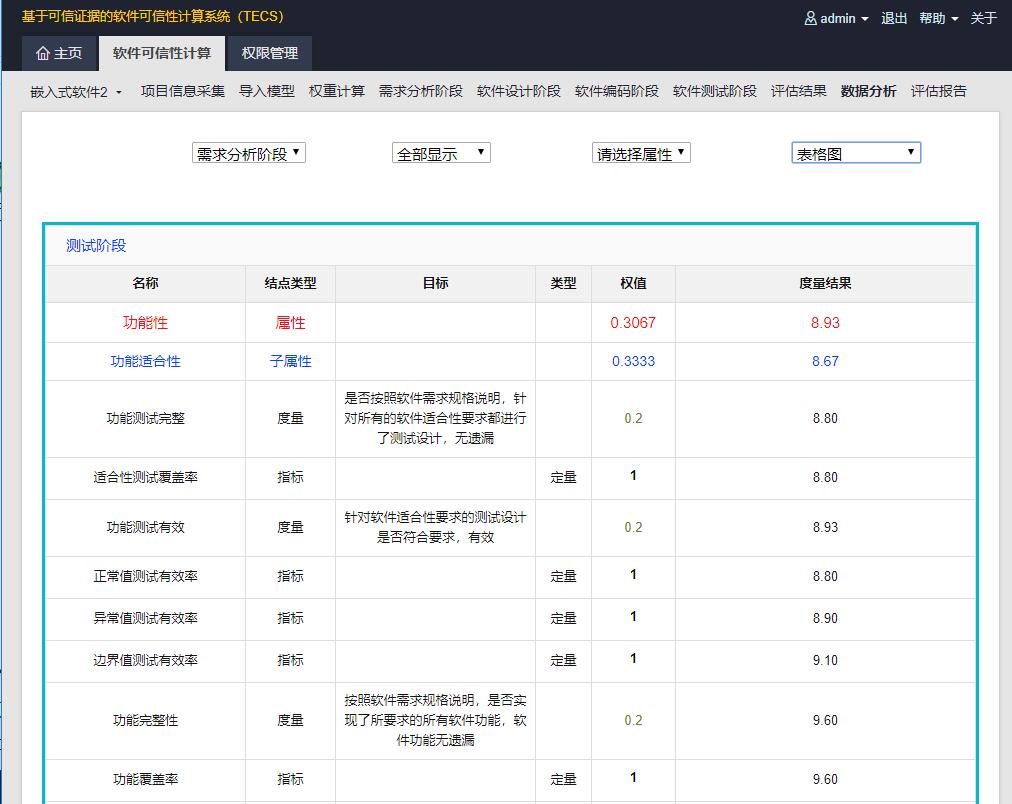 基于可信证据的软件可信性计算系统（TECS）
admin 退出 帮助 关于
主页 软件可信性计算 权限管理
嵌入式软件2 项目信息采集 导入模型 权重计算 需求分析阶段 软件设计阶段 软件编码阶段 软件测试阶段 评估结果 数据分析 评估报告
需求分析阶段 全部显示 请选择属性 表格图
测试阶段
名称 结点类型 目标 类型 权值 度量结果
功能性 属性 0.3067 8.93
功能适合性 子属性 0.3333 8.67
是否按照软件需求规格说明，针
功能测试完整 度量 对所有的软件适合性要求都进行 0.2 8.80
了测试设计，无遗漏
适合性测试覆盖率 指标 定量 1 8.80
针对软件适合性要求的测试设计
功能测试有效 度量 0.2 8.93
是否符合要求，有效
正常值测试有效率 指标 定量 1 8.80
异常值测试有效率 指标 定量 1 8.90
边界值测试有效率 指标 定量 1 9.10
按照软件需求规格说明，是否实
功能完整性 度量 现了所要求的所有软件功能，软 0.2 9.60
件功能无遗漏
功能覆盖率 指标 定量 1 9.60